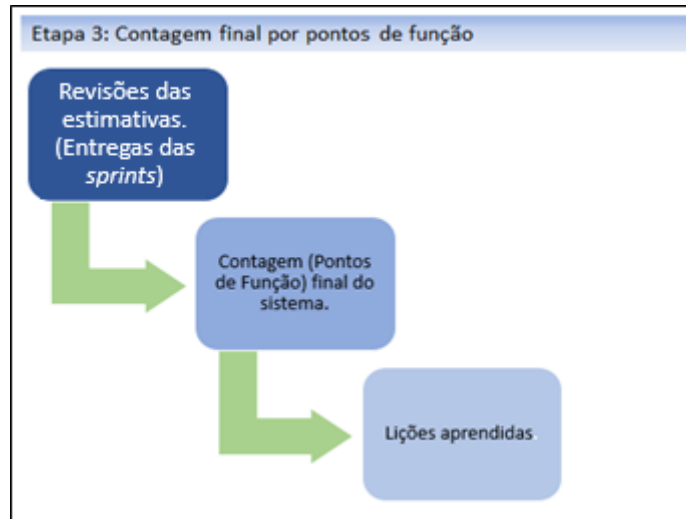 Etapa 3: Contagem final por pontos de função
Revisões das
estimativas.
(Entregas das
sprints)
Contagem (Pontos
de Função) final do
sistema.
Lições aprendidas.